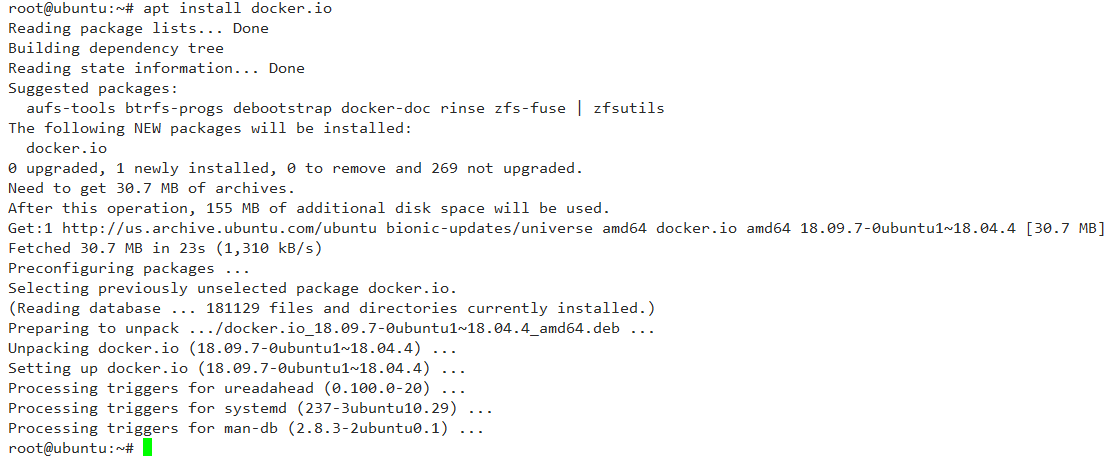 root@ubuntu:~# apt install docker.io
Reading package lists... Done
Building dependency tree
Reading state information... Done
Suggested packages:
  aufs-tools btrfs-progs debootstrap docker-doc rinse zfs-fuse | zfsutils
The following NEW packages will be installed:
  docker.io
0 upgraded, 1 newly installed, 0 to remove and 269 not upgraded.
Need to get 30.7 MB of archives.
After this operation, 155 MB of additional disk space will be used.
Get:1 http://us.archive.ubuntu.com/ubuntu bionic-updates/universe amd64 docker.io amd64 18.09.7-0ubuntu1~18.04.4 [30.7 MB]
Fetched 30.7 MB in 23s (1,310 kB/s)
Preconfiguring packages ...
Selecting previously unselected package docker.io.
(Reading database ... 181129 files and directories currently installed.)
Preparing to unpack .../docker.io_18.09.7-0ubuntu1~18.04.4_amd64.deb ...
Unpacking docker.io (18.09.7-0ubuntu1~18.04.4) ...
Setting up docker.io (18.09.7-0ubuntu1~18.04.4) ...
Processing triggers for ureadahead (0.100.0-20) ...
Processing triggers for systemd (237-3ubuntu10.29) ...
Processing triggers for man-db (2.8.3-2ubuntu0.1) ...
root@ubuntu:~#